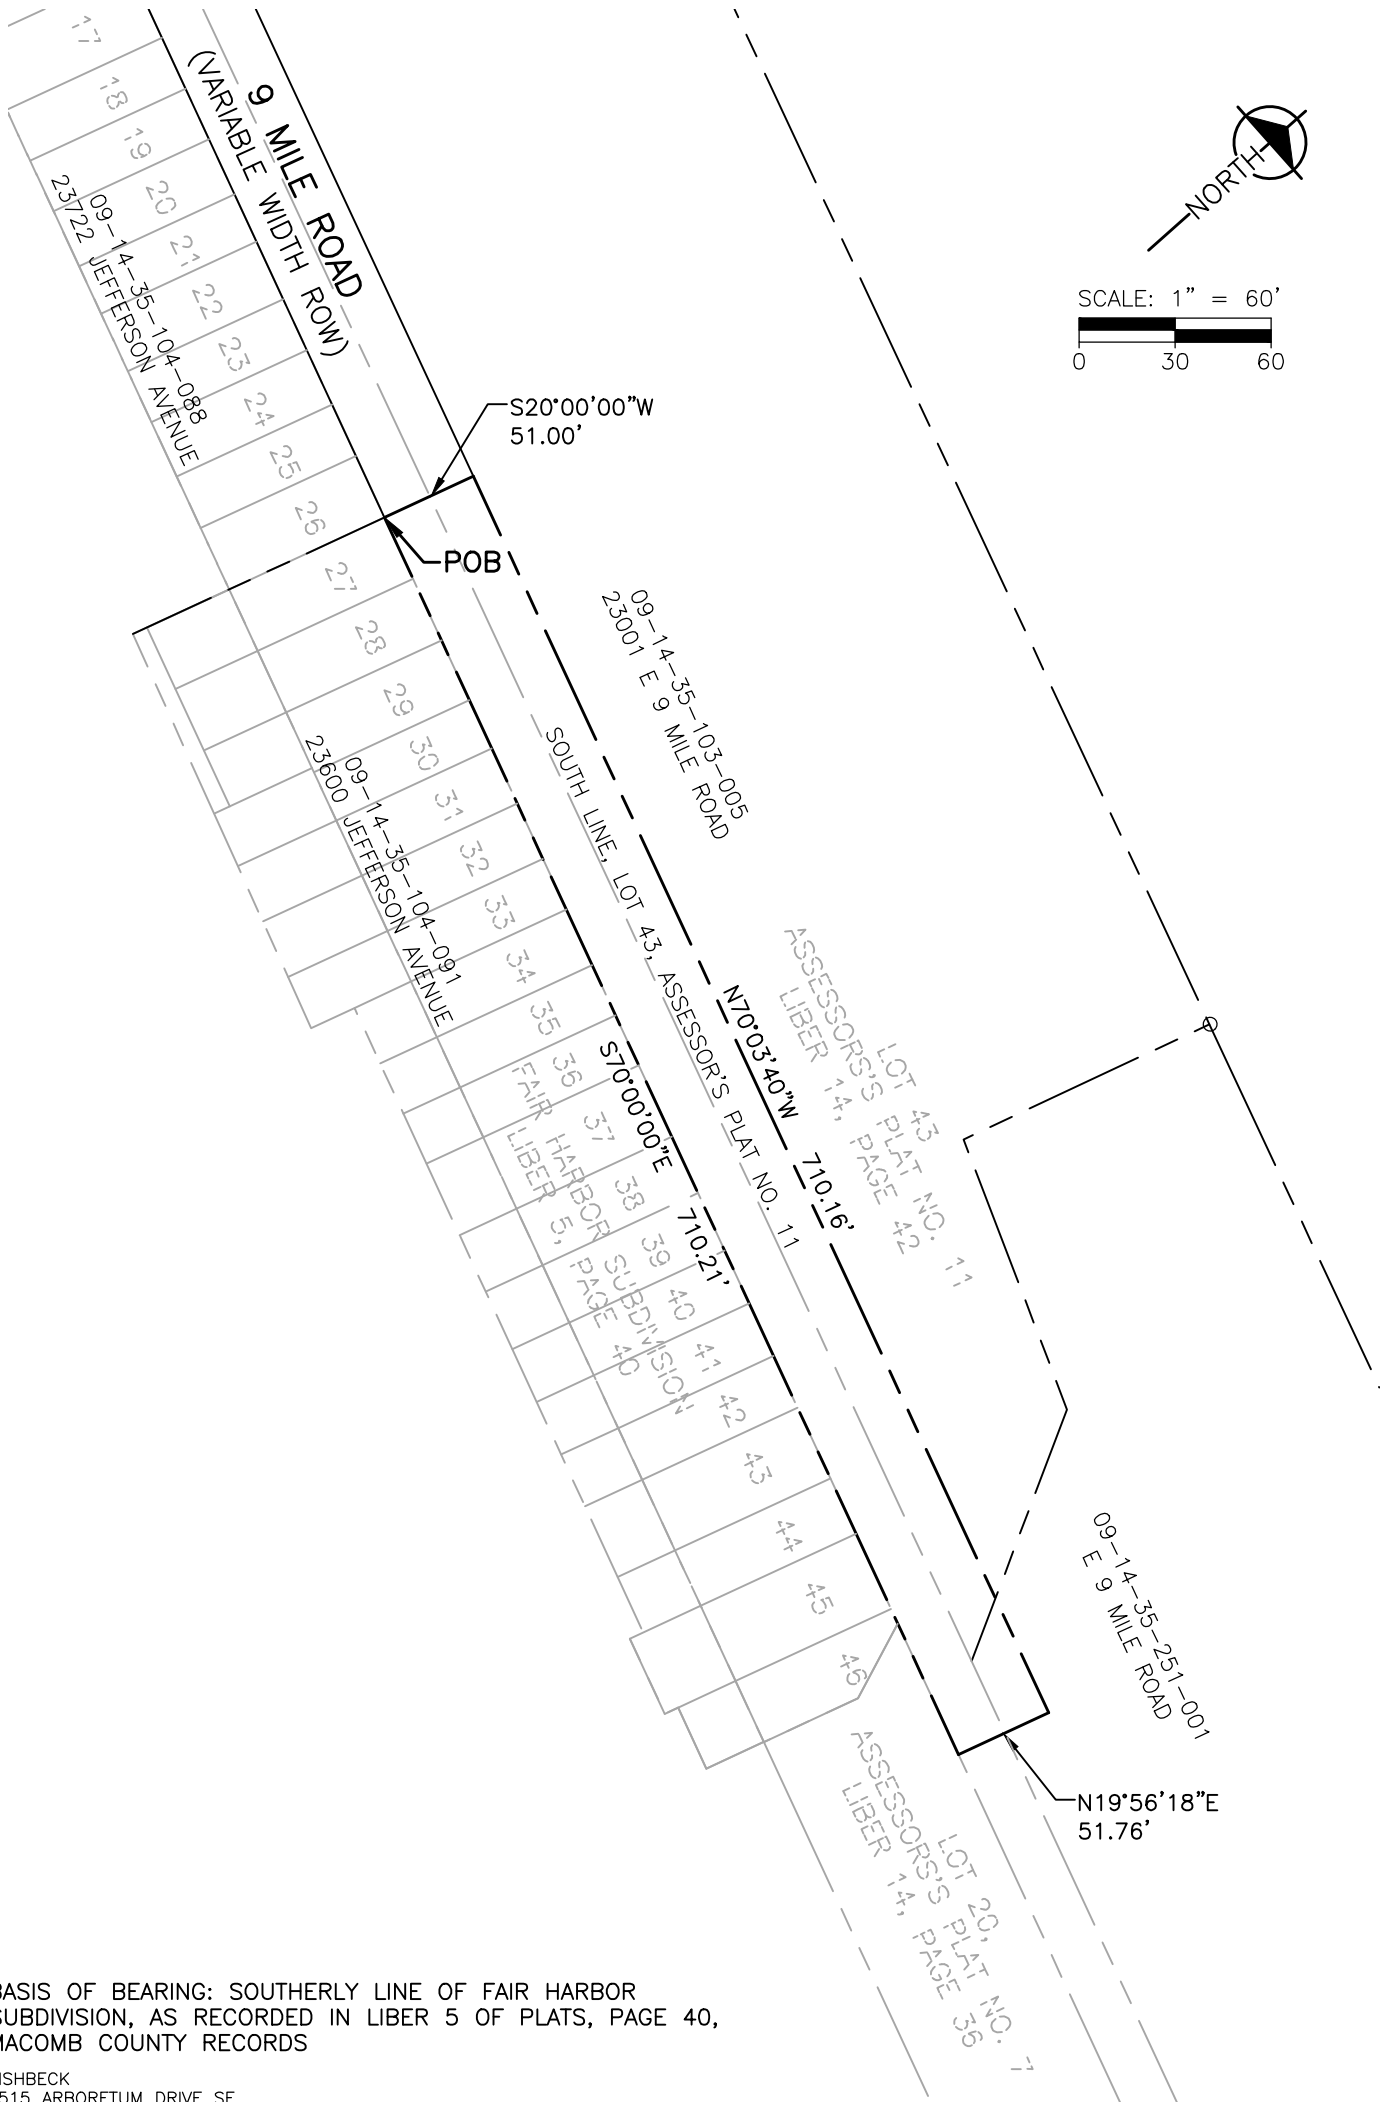 17
18
19
20
21
22
23
24
25
26
27
28
29
30
31
32
33
34
35
36
37
38
39
40
41
42
43
44
45
46
9 MILE ROAD
(VARIABLE WIDTH ROW)
NORTH
SCALE: 1" = 60'
0 30 60
09-14-35-104-088
23722 JEFFERSON AVENUE
S20°00'00"W
51.00'
POB
09-14-35-103-005
23001 E 9 MILE ROAD
SOUTH LINE, LOT 43, ASSESSOR'S PLAT NO. 11
09-14-35-104-091
23600 JEFFERSON AVENUE
N70°03'40"W 710.16'
LOT 43
ASSESSORS'S PLAT NO. 11
LIBER 14, PAGE 42
S70°00'00"E 710.21'
FAIR HARBOR SUBDIVISION
LIBER 5, PAGE 40
09-14-35-251-001
E 9 MILE ROAD
N19°56'18"E
51.76'
LOT 20,
ASSESSORS'S PLAT NO. 7
LIBER 14, PAGE 36
BASIS OF BEARING: SOUTHERLY LINE OF FAIR HARBOR
SUBDIVISION, AS RECORDED IN LIBER 5 OF PLATS, PAGE 40,
MACOMB COUNTY RECORDS
ISHBECK
515 ARBORETUM DRIVE SE